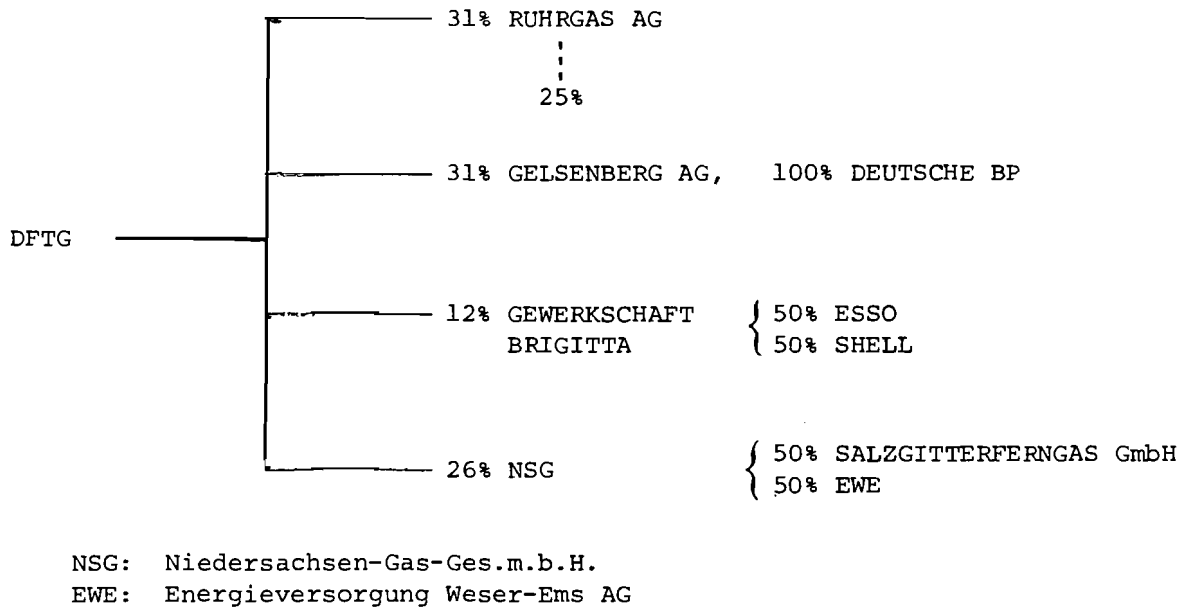 31% RUHRGAS AG
25%
31% GELSENBERG AG, 100% DEUTSCHE BP
DFTG
12% GEWERKSCHAFT 50% ESSO
BRIGITTA 50% SHELL
26% NSG 50% SALZGITTERFERNGAS GmbH
50% EWE
NSG: Niedersachsen-Gas-Ges.m.b.H.
EWE: Energieversorgung Weser-Ems AG